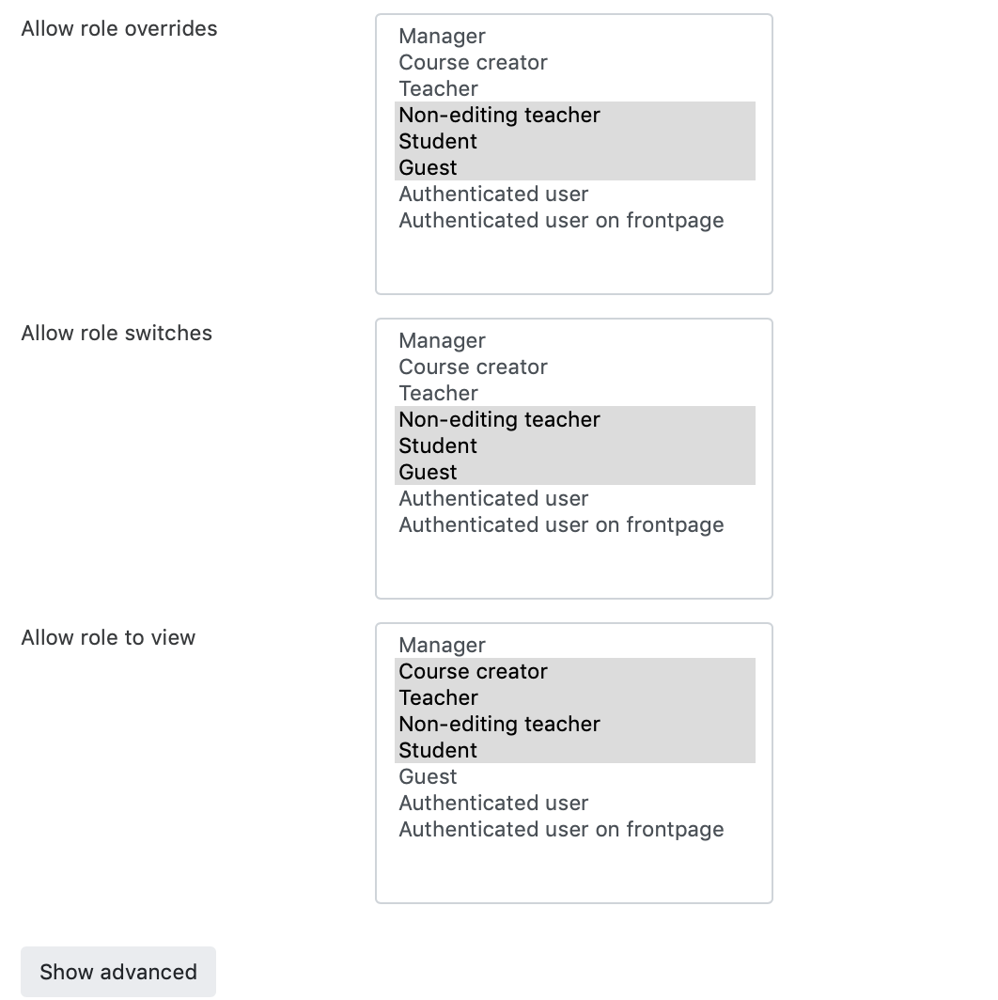 Allow role overrides
Manager
Course creator
Teacher
Non-editing teacher
Student
Guest
Authenticated user
Authenticated user on frontpage
Allow role switches
Manager
Course creator
Teacher
Non-editing teacher
Student
Guest
Authenticated user
Authenticated user on frontpage
Allow role to view
Manager
Course creator
Teacher
Non-editing teacher
Student
Guest
Authenticated user
Authenticated user on frontpage
Show advanced